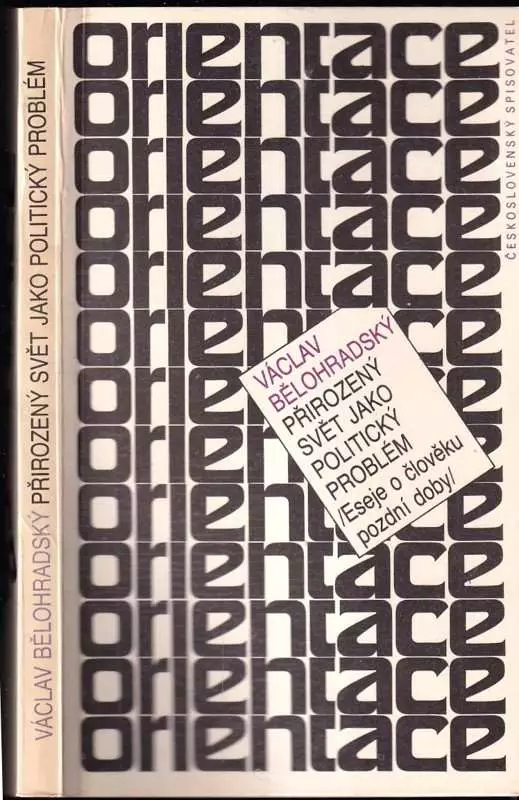 VÁCLAV BĚLOHRADSKÝ PŘIROZENÝ SVĚT JAKO POLITICKÝ PROBLÉM
orientace
orientace
orientace
orientace
orientace
orientace
orientace
orientace
orientace
orientace
orientace
orientace
orientace
VÁCLAV
BĚLOHRADSKÝ
PŘIROZENÝ
SVĚT JAKO
POLITICKÝ
PROBLÉM
/Eseje o člověku
pozdní doby/
ČESKOSLOVENSKÝ SPISOVATEL